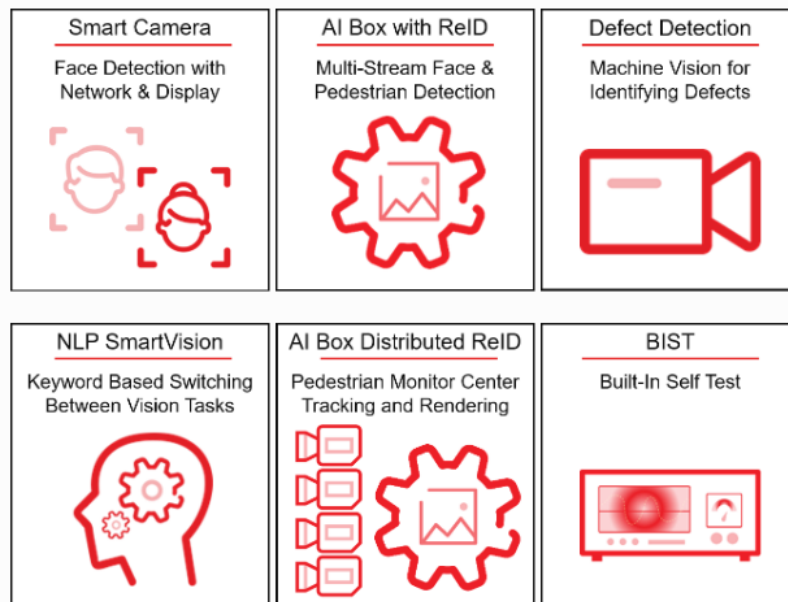 Smart Camera
Face Detection with
Network & Display
AI Box with ReID
Multi-Stream Face &
Pedestrian Detection
Defect Detection
Machine Vision for
Identifying Defects
NLP SmartVision
Keyword Based Switching
Between Vision Tasks
AI Box Distributed ReID
Pedestrian Monitor Center
Tracking and Rendering
BIST
Built-In Self Test